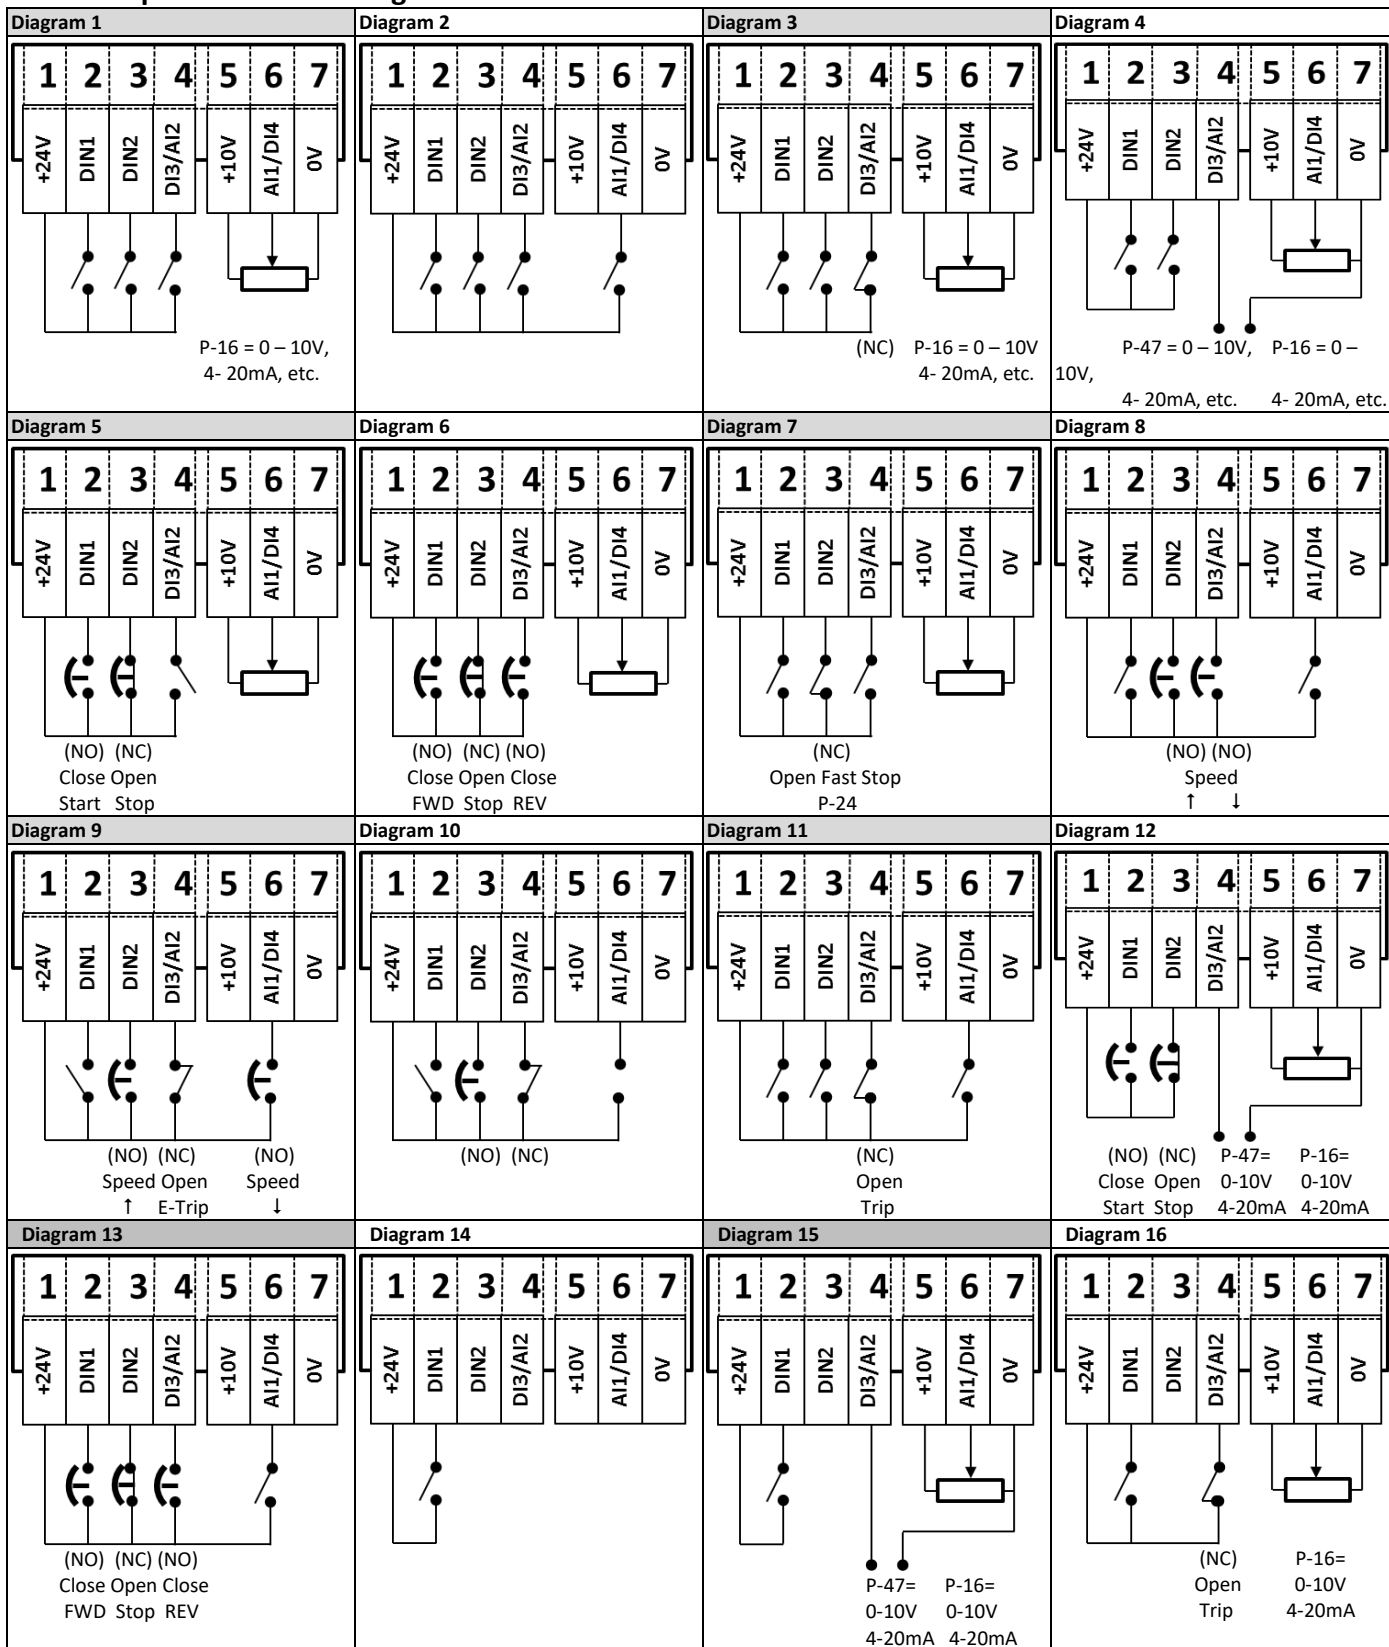 Diagram 1
1 2 3 4 5 6 7
+24V DIN1 DIN2 DI3/AI2 +10V AI1/DI4 0V
P-16 = 0 – 10V,
4- 20mA, etc.
Diagram 2
1 2 3 4 5 6 7
+24V DIN1 DIN2 DI3/AI2 +10V AI1/DI4 0V
Diagram 3
1 2 3 4 5 6 7
+24V DIN1 DIN2 DI3/AI2 +10V AI1/DI4 0V
(NC) P-16 = 0 – 10V
4- 20mA, etc.
Diagram 4
1 2 3 4 5 6 7
+24V DIN1 DIN2 DI3/AI2 +10V AI1/DI4 0V
P-47 = 0 – 10V, P-16 = 0 –
10V,
4- 20mA, etc. 4- 20mA, etc.
Diagram 5
1 2 3 4 5 6 7
+24V DIN1 DIN2 DI3/AI2 +10V AI1/DI4 0V
(NO) (NC)
Close Open
Start Stop
Diagram 6
1 2 3 4 5 6 7
+24V DIN1 DIN2 DI3/AI2 +10V AI1/DI4 0V
(NO) (NC) (NO)
Close Open Close
FWD Stop REV
Diagram 7
1 2 3 4 5 6 7
+24V DIN1 DIN2 DI3/AI2 +10V AI1/DI4 0V
(NC)
Open Fast Stop
P-24
Diagram 8
1 2 3 4 5 6 7
+24V DIN1 DIN2 DI3/AI2 +10V AI1/DI4 0V
(NO) (NO)
Speed
↑ ↓
Diagram 9
1 2 3 4 5 6 7
+24V DIN1 DIN2 DI3/AI2 +10V AI1/DI4 0V
(NO) (NC) (NO)
Speed Open Speed
↑ E-Trip ↓
Diagram 10
1 2 3 4 5 6 7
+24V DIN1 DIN2 DI3/AI2 +10V AI1/DI4 0V
(NO) (NC)
Diagram 11
1 2 3 4 5 6 7
+24V DIN1 DIN2 DI3/AI2 +10V AI1/DI4 0V
(NC)
Open
Trip
Diagram 12
1 2 3 4 5 6 7
+24V DIN1 DIN2 DI3/AI2 +10V AI1/DI4 0V
(NO) (NC) P-47= P-16=
Close Open 0-10V 0-10V
Start Stop 4-20mA 4-20mA
Diagram 13
1 2 3 4 5 6 7
+24V DIN1 DIN2 DI3/AI2 +10V AI1/DI4 0V
(NO) (NC) (NO)
Close Open Close
FWD Stop REV
Diagram 14
1 2 3 4 5 6 7
+24V DIN1 DIN2 DI3/AI2 +10V AI1/DI4 0V
Diagram 15
1 2 3 4 5 6 7
+24V DIN1 DIN2 DI3/AI2 +10V AI1/DI4 0V
P-47= P-16=
0-10V 0-10V
4-20mA 4-20mA
Diagram 16
1 2 3 4 5 6 7
+24V DIN1 DIN2 DI3/AI2 +10V AI1/DI4 0V
(NC) P-16=
Open 0-10V
Trip 4-20mA